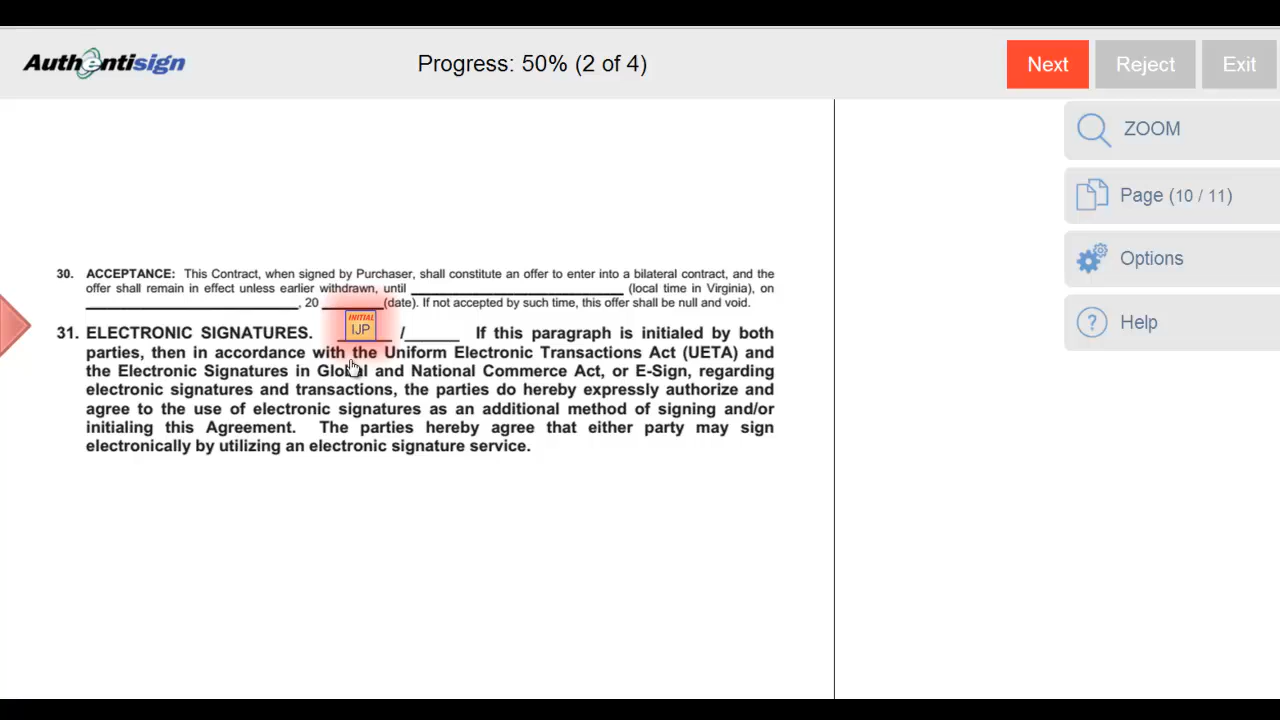 Authentisign
Progress: 50% (2 of 4)
Next
Reject
Exit
ZOOM
Page (10 / 11)
Options
Help
30. ACCEPTANCE: This Contract, when signed by Purchaser, shall constitute an offer to enter into a bilateral contract, and the
offer shall remain in effect unless earlier withdrawn, until ______________________________ (local time in Virginia), on
______________________________, 20 ________(date). If not accepted by such time, this offer shall be null and void.
INITIAL
IJP
31. ELECTRONIC SIGNATURES. ______ /______ If this paragraph is initialed by both
parties, then in accordance with the Uniform Electronic Transactions Act (UETA) and
the Electronic Signatures in Global and National Commerce Act, or E-Sign, regarding
electronic signatures and transactions, the parties do hereby expressly authorize and
agree to the use of electronic signatures as an additional method of signing and/or
initialing this Agreement. The parties hereby agree that either party may sign
electronically by utilizing an electronic signature service.